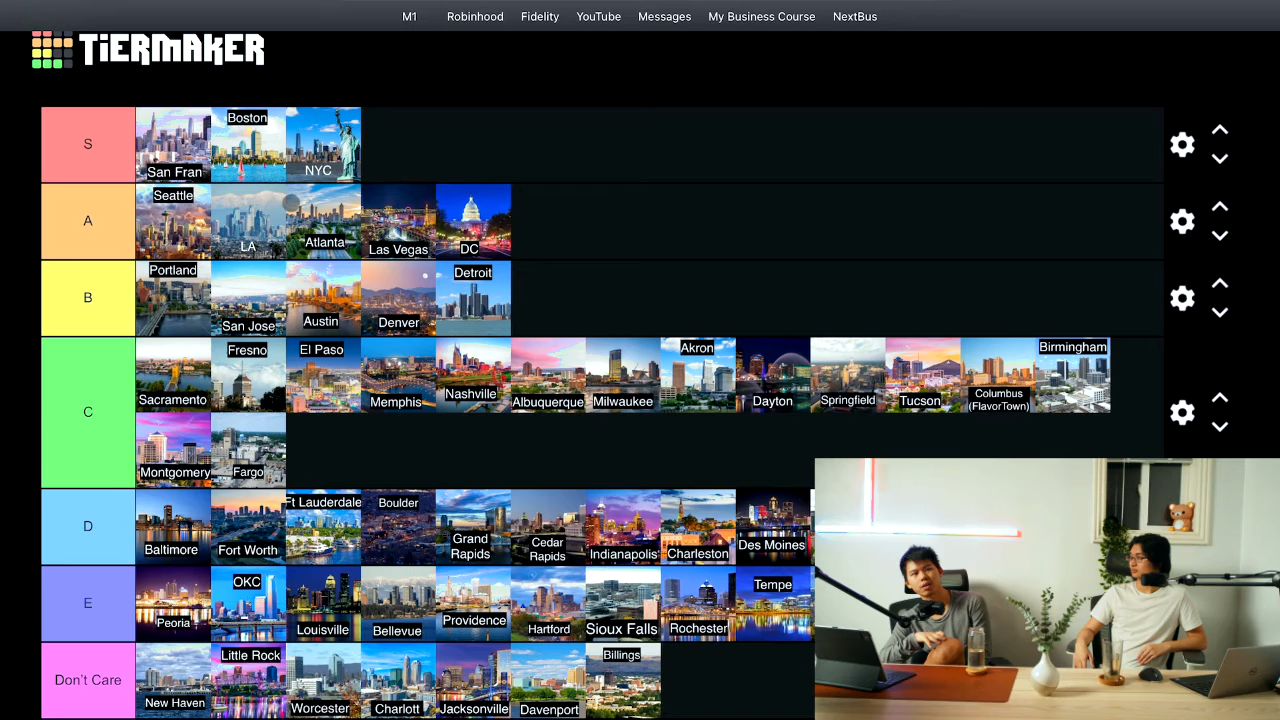 M1 Robinhood Fidelity YouTube Messages My Business Course NextBus
TiERMAKER
S
San Fran
Boston
NYC
A
Seattle
LA
Atlanta
Las Vegas
DC
B
Portland
San Jose
Austin
Denver
Detroit
C
Sacramento
Fresno
El Paso
Memphis
Nashville
Albuquerque
Milwaukee
Akron
Dayton
Springfield
Tucson
Columbus
(FlavorTown)
Birmingham
Montgomery
Fargo
D
Baltimore
Fort Worth
Ft Lauderdale
Boulder
Grand
Rapids
Cedar
Rapids
Indianapolis
Charleston
Des Moines
E
Peoria
OKC
Louisville
Bellevue
Providence
Hartford
Sioux Falls
Rochester
Tempe
Don't Care
New Haven
Little Rock
Worcester
Charlott
Jacksonville
Davenport
Billings